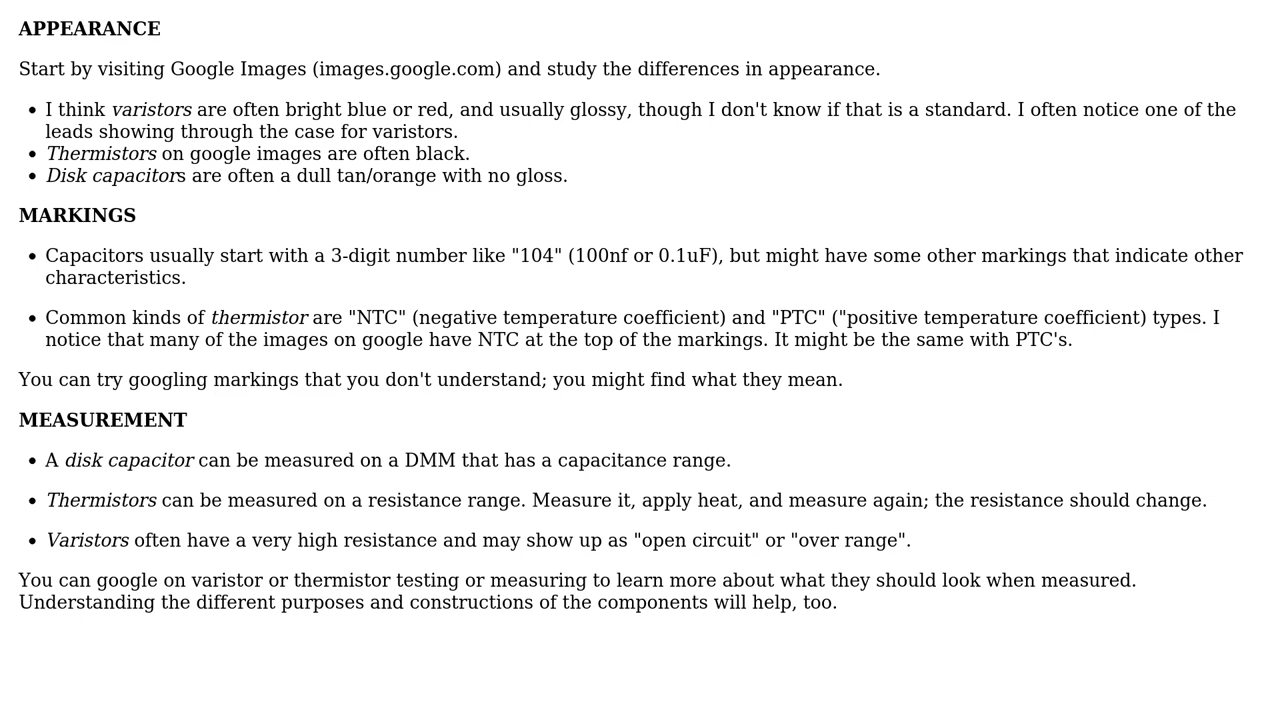 APPEARANCE
Start by visiting Google Images (images.google.com) and study the differences in appearance.
• I think varistors are often bright blue or red, and usually glossy, though I don't know if that is a standard. I often notice one of the
leads showing through the case for varistors.
• Thermistors on google images are often black.
• Disk capacitors are often a dull tan/orange with no gloss.
MARKINGS
• Capacitors usually start with a 3-digit number like "104" (100nf or 0.1uF), but might have some other markings that indicate other
characteristics.
• Common kinds of thermistor are "NTC" (negative temperature coefficient) and "PTC" ("positive temperature coefficient) types. I
notice that many of the images on google have NTC at the top of the markings. It might be the same with PTC's.
You can try googling markings that you don't understand; you might find what they mean.
MEASUREMENT
• A disk capacitor can be measured on a DMM that has a capacitance range.
• Thermistors can be measured on a resistance range. Measure it, apply heat, and measure again; the resistance should change.
• Varistors often have a very high resistance and may show up as "open circuit" or "over range".
You can google on varistor or thermistor testing or measuring to learn more about what they should look when measured.
Understanding the different purposes and constructions of the components will help, too.